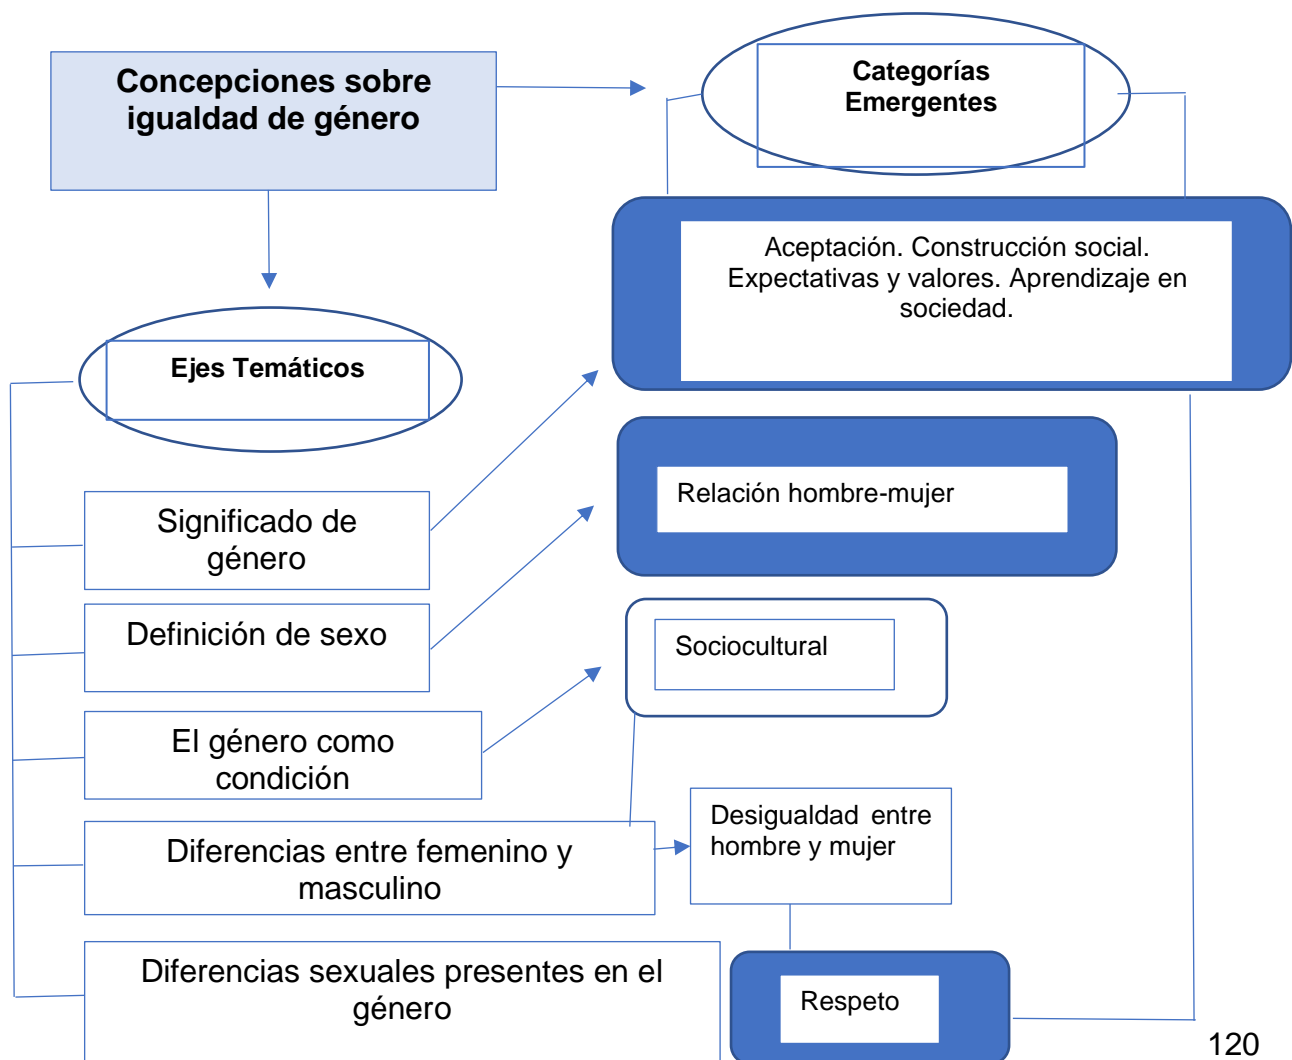 Concepciones sobre
igualdad de género
Categorías
Emergentes
Aceptación. Construcción social.
Expectativas y valores. Aprendizaje en
sociedad.
Ejes Temáticos
Significado de
género
Relación hombre-mujer
Definición de sexo
Sociocultural
El género como
condición
Diferencias entre femenino y
masculino
Desigualdad entre
hombre y mujer
Diferencias sexuales presentes en el
género
Respeto
120